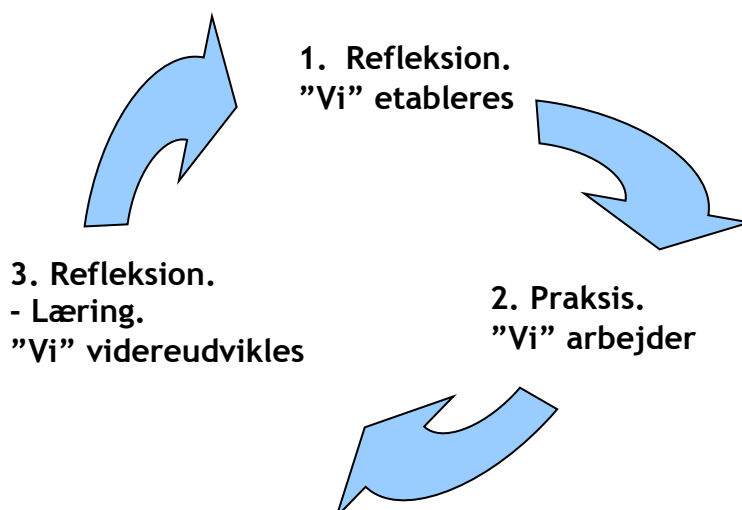 1. Refleksion.
”Vi” etableres
2. Praksis.
”Vi” arbejder
3. Refleksion.
- Læring.
”Vi” videreudvikles